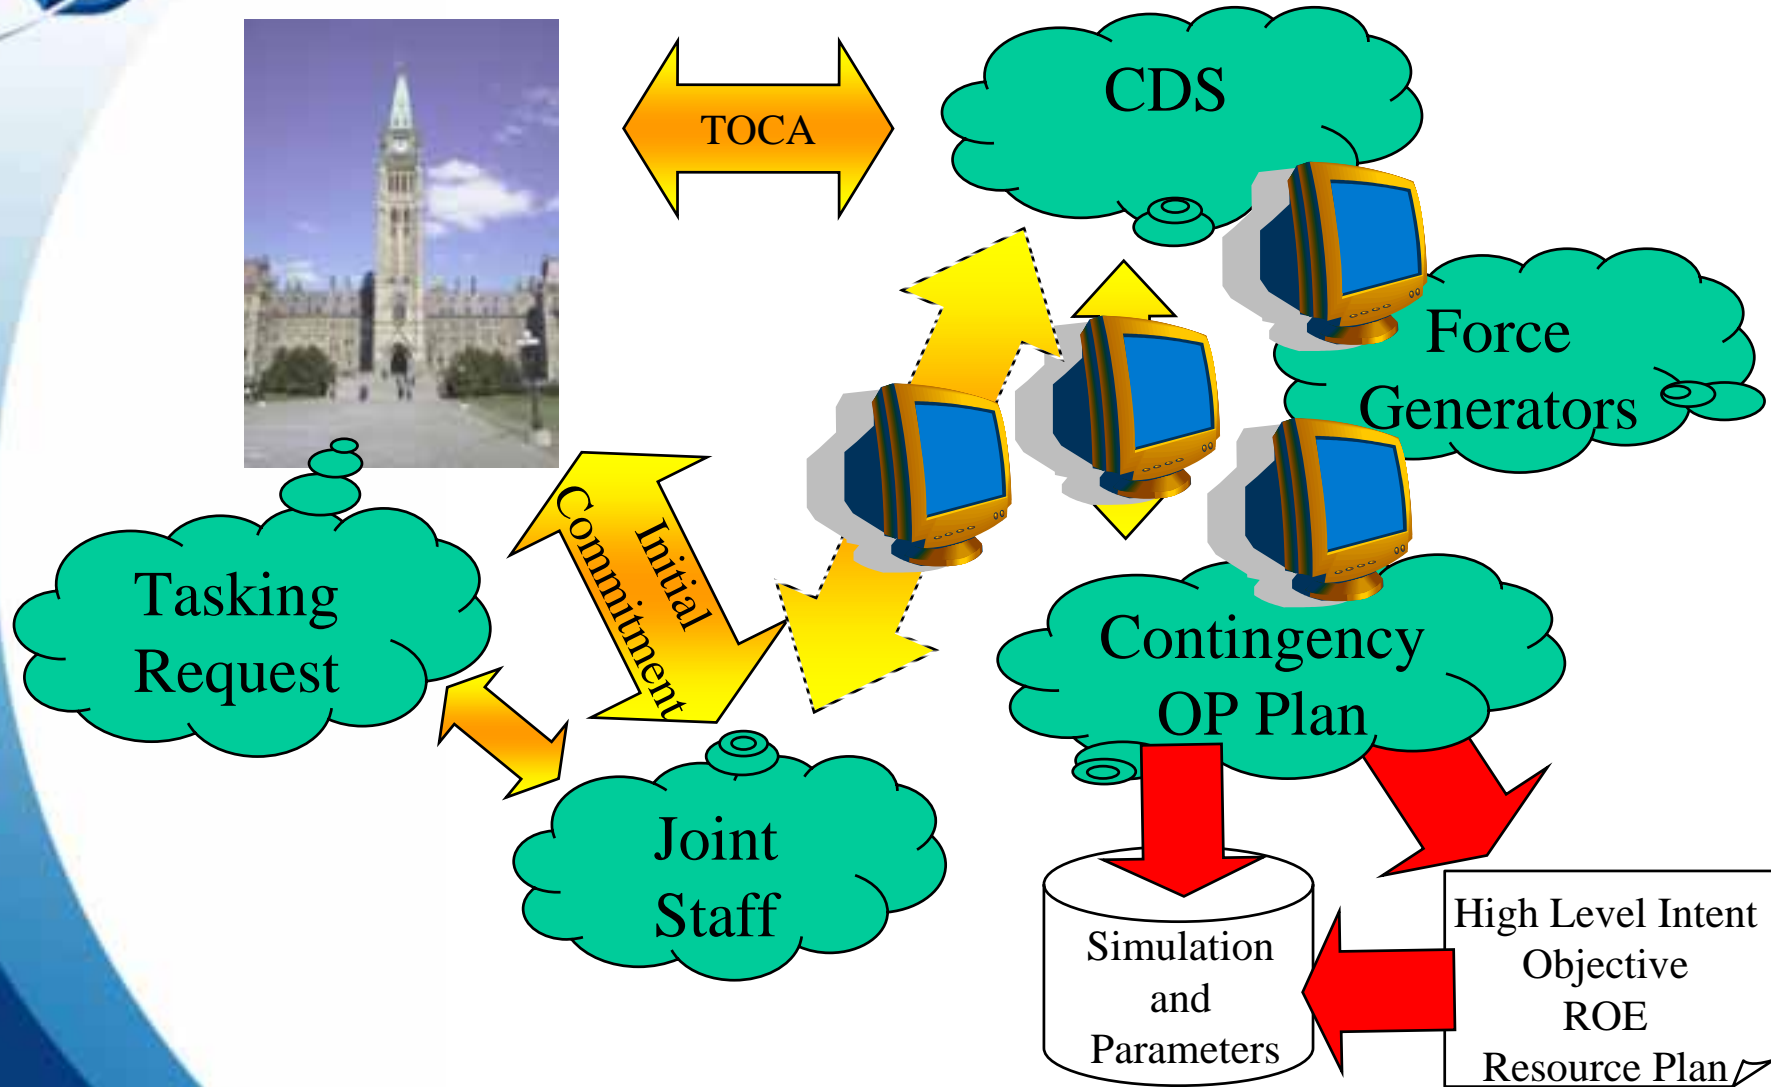 TOCA
CDS
Force
Generators
Initial
Commitment
Tasking
Request
Contingency
OP Plan
Joint
Staff
Simulation
and
Parameters
High Level Intent
Objective
ROE
Resource Plan